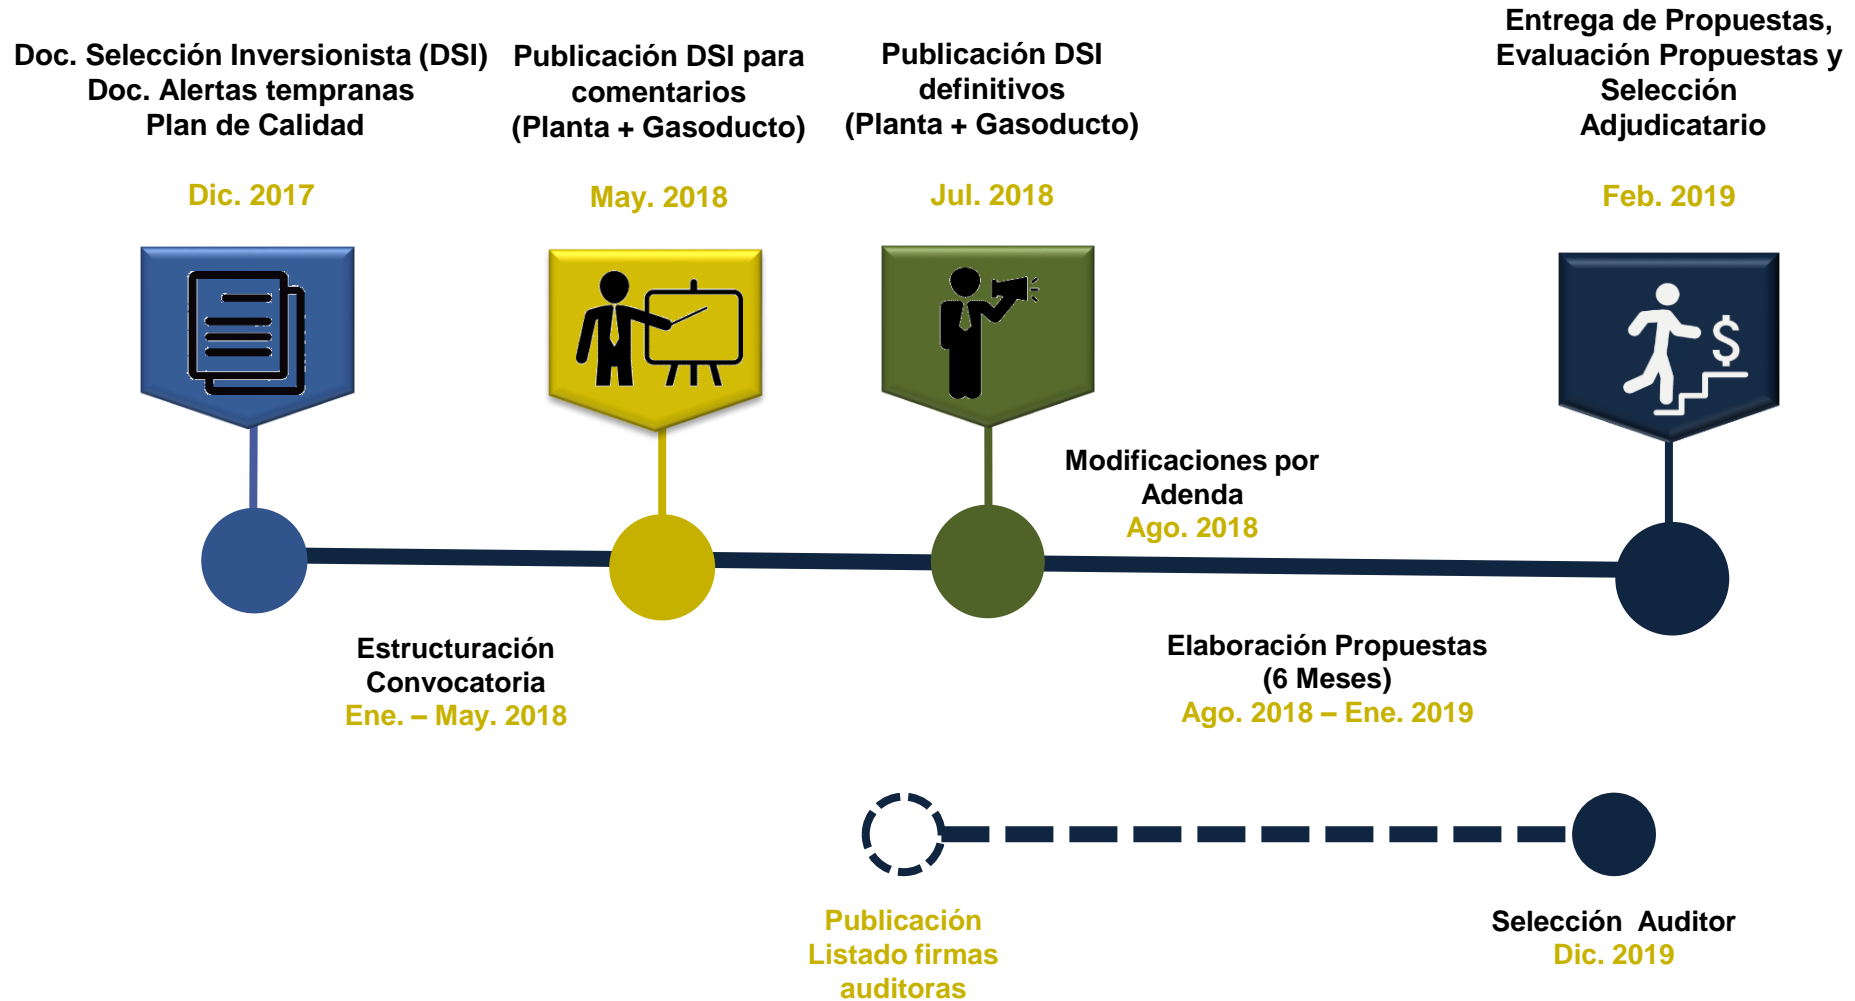 Doc. Selección Inversionista (DSI)
Doc. Alertas tempranas
Plan de Calidad
Dic. 2017
Publicación DSI para
comentarios
(Planta + Gasoducto)
May. 2018
Publicación DSI
definitivos
(Planta + Gasoducto)
Jul. 2018
Entrega de Propuestas,
Evaluación Propuestas y
Selección
Adjudicatario
Feb. 2019
$
Modificaciones por
Adenda
Ago. 2018
Estructuración
Convocatoria
Ene. – May. 2018
Elaboración Propuestas
(6 Meses)
Ago. 2018 – Ene. 2019
Publicación
Listado firmas
auditoras
Selección Auditor
Dic. 2019